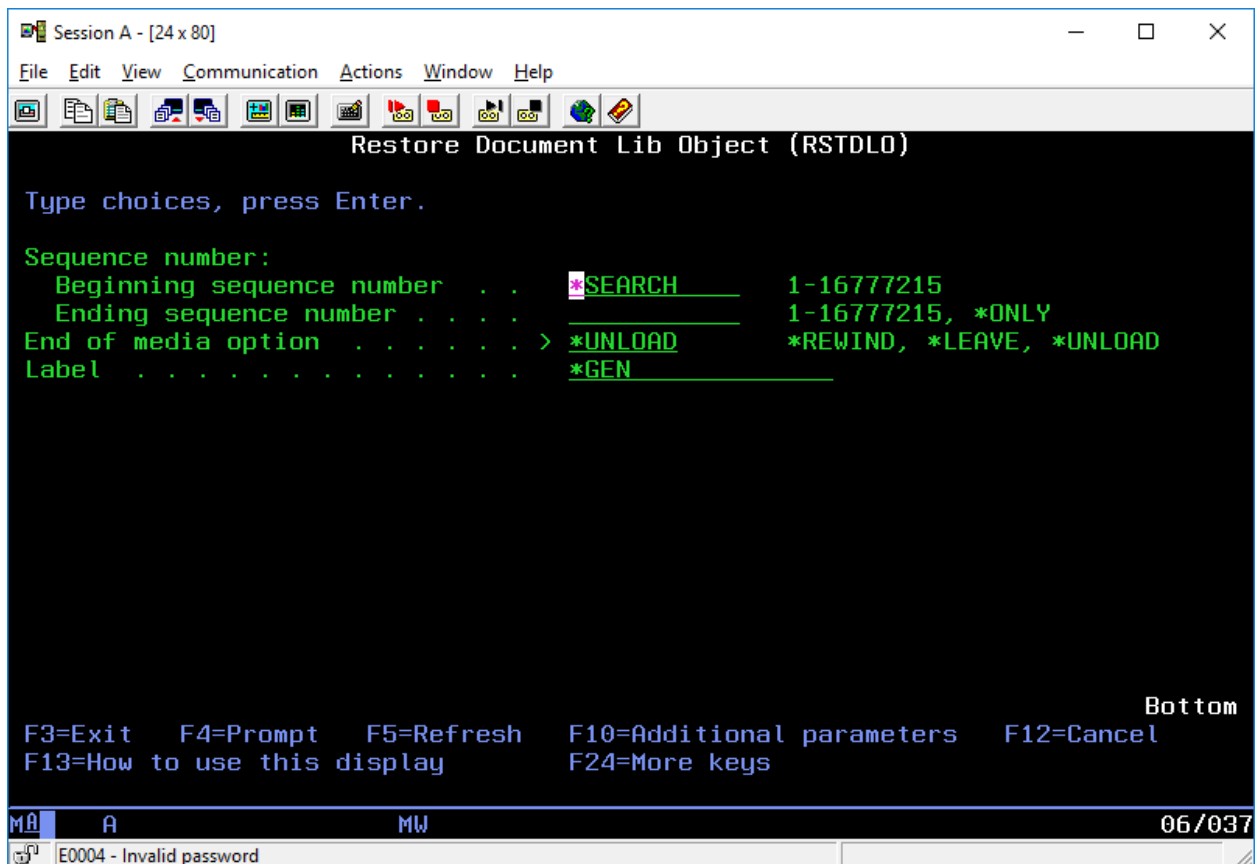 Session A - [24 x 80]
File Edit View Communication Actions Window Help
Restore Document Lib Object (RSTDLO)
Type choices, press Enter.
Sequence number:
Beginning sequence number . . *SEARCH 1-16777215
Ending sequence number . . . . 1-16777215, *ONLY
End of media option . . . . . . > *UNLOAD *REWIND, *LEAVE, *UNLOAD
Label . . . . . . . . . . . . . *GEN
Bottom
F3=Exit F4=Prompt F5=Refresh F10=Additional parameters F12=Cancel
F13=How to use this display F24=More keys
MA A MW 06/037
E0004 - Invalid password